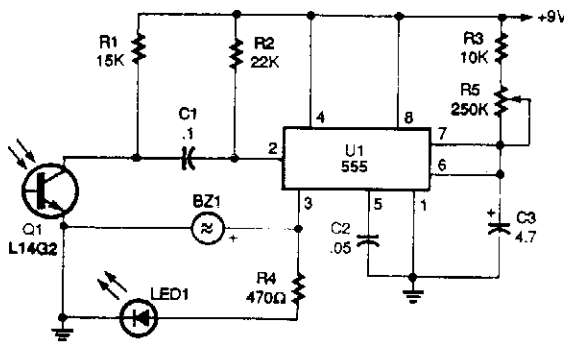 +9V
R1
15K
R2
22K
R3
10K
R5
250K
C1
.1
4
8
7
2
U1
555
6
3
5
1
Q1
L14G2
BZ1
+
C2
.05
+
C3
4.7
R4
470Ω
LED1